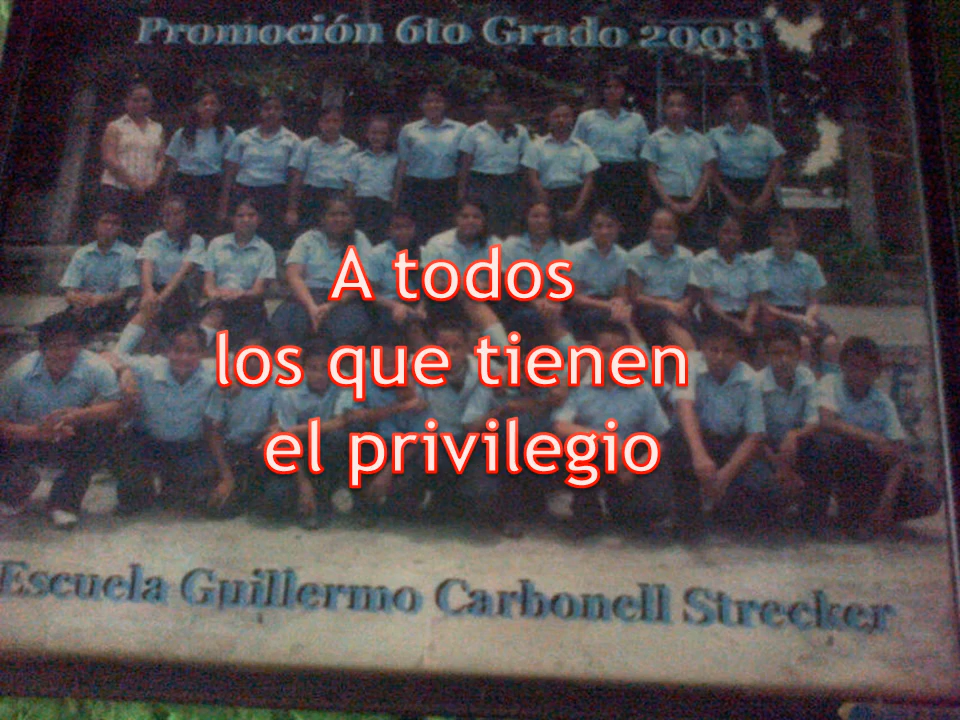 Promoción 6to Grado 2008
A todos
los que tienen
el privilegio
Escuela Guillermo Carbonell Strecker